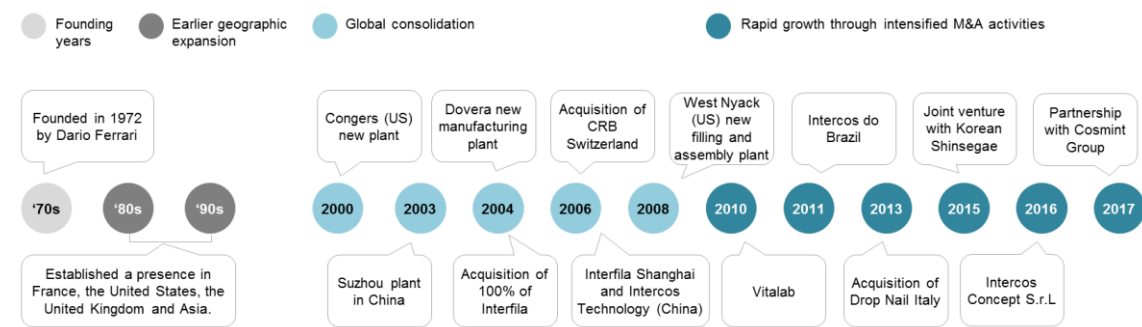 Founding
years
Earlier geographic
expansion
Global consolidation
Rapid growth through intensified M&A activities
Founded in 1972
by Dario Ferrari
Congers (US)
new plant
Dovera new
manufacturing
plant
Acquisition of
CRB
Switzerland
West Nyack
(US) new
filling and
assembly plant
Intercos do
Brazil
Joint venture
with Korean
Shinsegae
Partnership
with Cosmint
Group
‘70s
‘80s
‘90s
2000
2003
2004
2006
2008
2010
2011
2013
2015
2016
2017
Established a presence in
France, the United States, the
United Kingdom and Asia.
Suzhou plant
in China
Acquisition of
100% of
Interfila
Interfila Shanghai
and Intercos
Technology (China)
Vitalab
Acquisition of
Drop Nail Italy
Intercos
Concept S.r.L